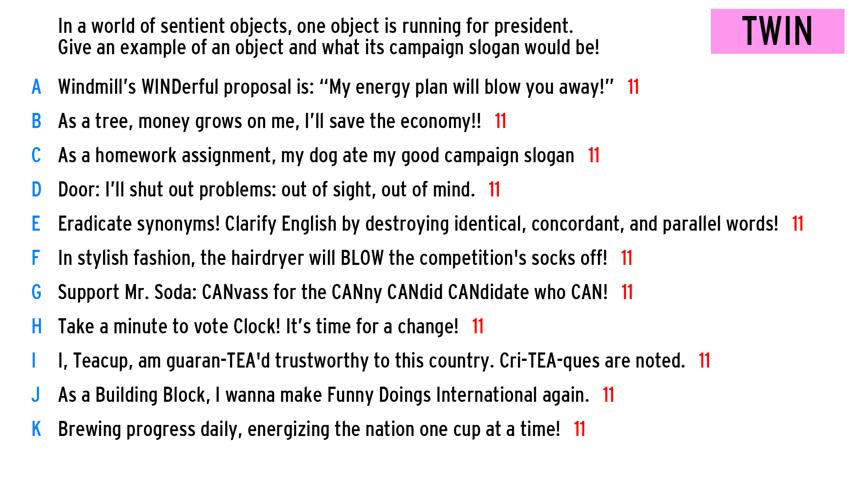 In a world of sentient objects, one object is running for president.
Give an example of an object and what its campaign slogan would be!
TWIN
A Windmill's WINDerful proposal is: “My energy plan will blow you away!” 11
B As a tree, money grows on me, I'll save the economy!! 11
C As a homework assignment, my dog ate my good campaign slogan 11
D Door: I'll shut out problems: out of sight, out of mind. 11
E Eradicate synonyms! Clarify English by destroying identical, concordant, and parallel words! 11
F In stylish fashion, the hairdryer will BLOW the competition's socks off! 11
G Support Mr. Soda: CANvass for the CANny CANdid CANdidate who CAN! 11
H Take a minute to vote Clock! It's time for a change! 11
I I, Teacup, am guaran-TEA'd trustworthy to this country. Cri-TEA-ques are noted. 11
J As a Building Block, I wanna make Funny Doings International again. 11
K Brewing progress daily, energizing the nation one cup at a time! 11